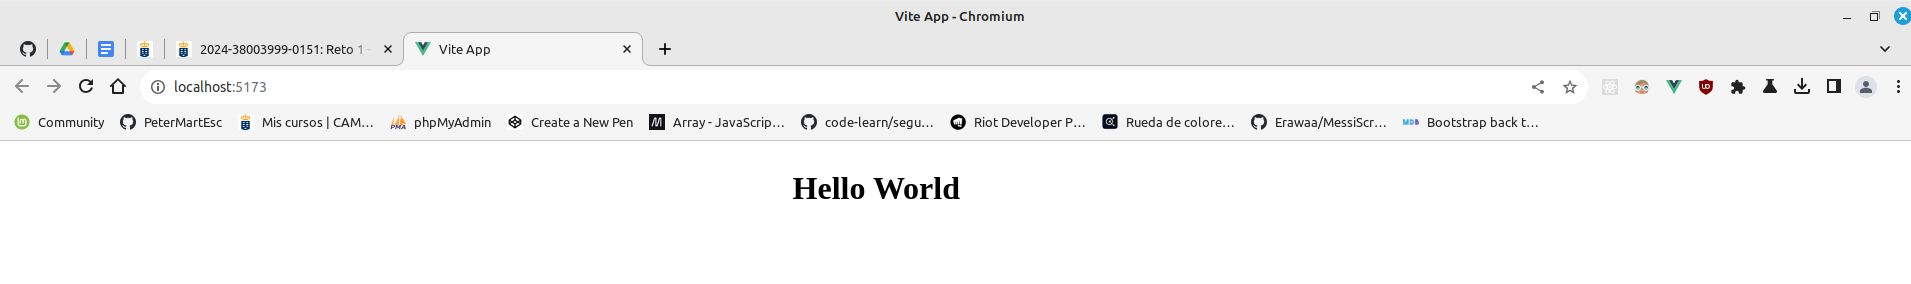 Vite App - Chromium
2024-38003999-0151: Reto 1 -
Vite App
localhost:5173
Community PeterMartEsc Mis cursos | CAM... phpMyAdmin Create a New Pen Array - JavaScrip... code-learn/segu... Riot Developer P... Rueda de colore... Erawaa/MessiScr... Bootstrap back t...
Hello World